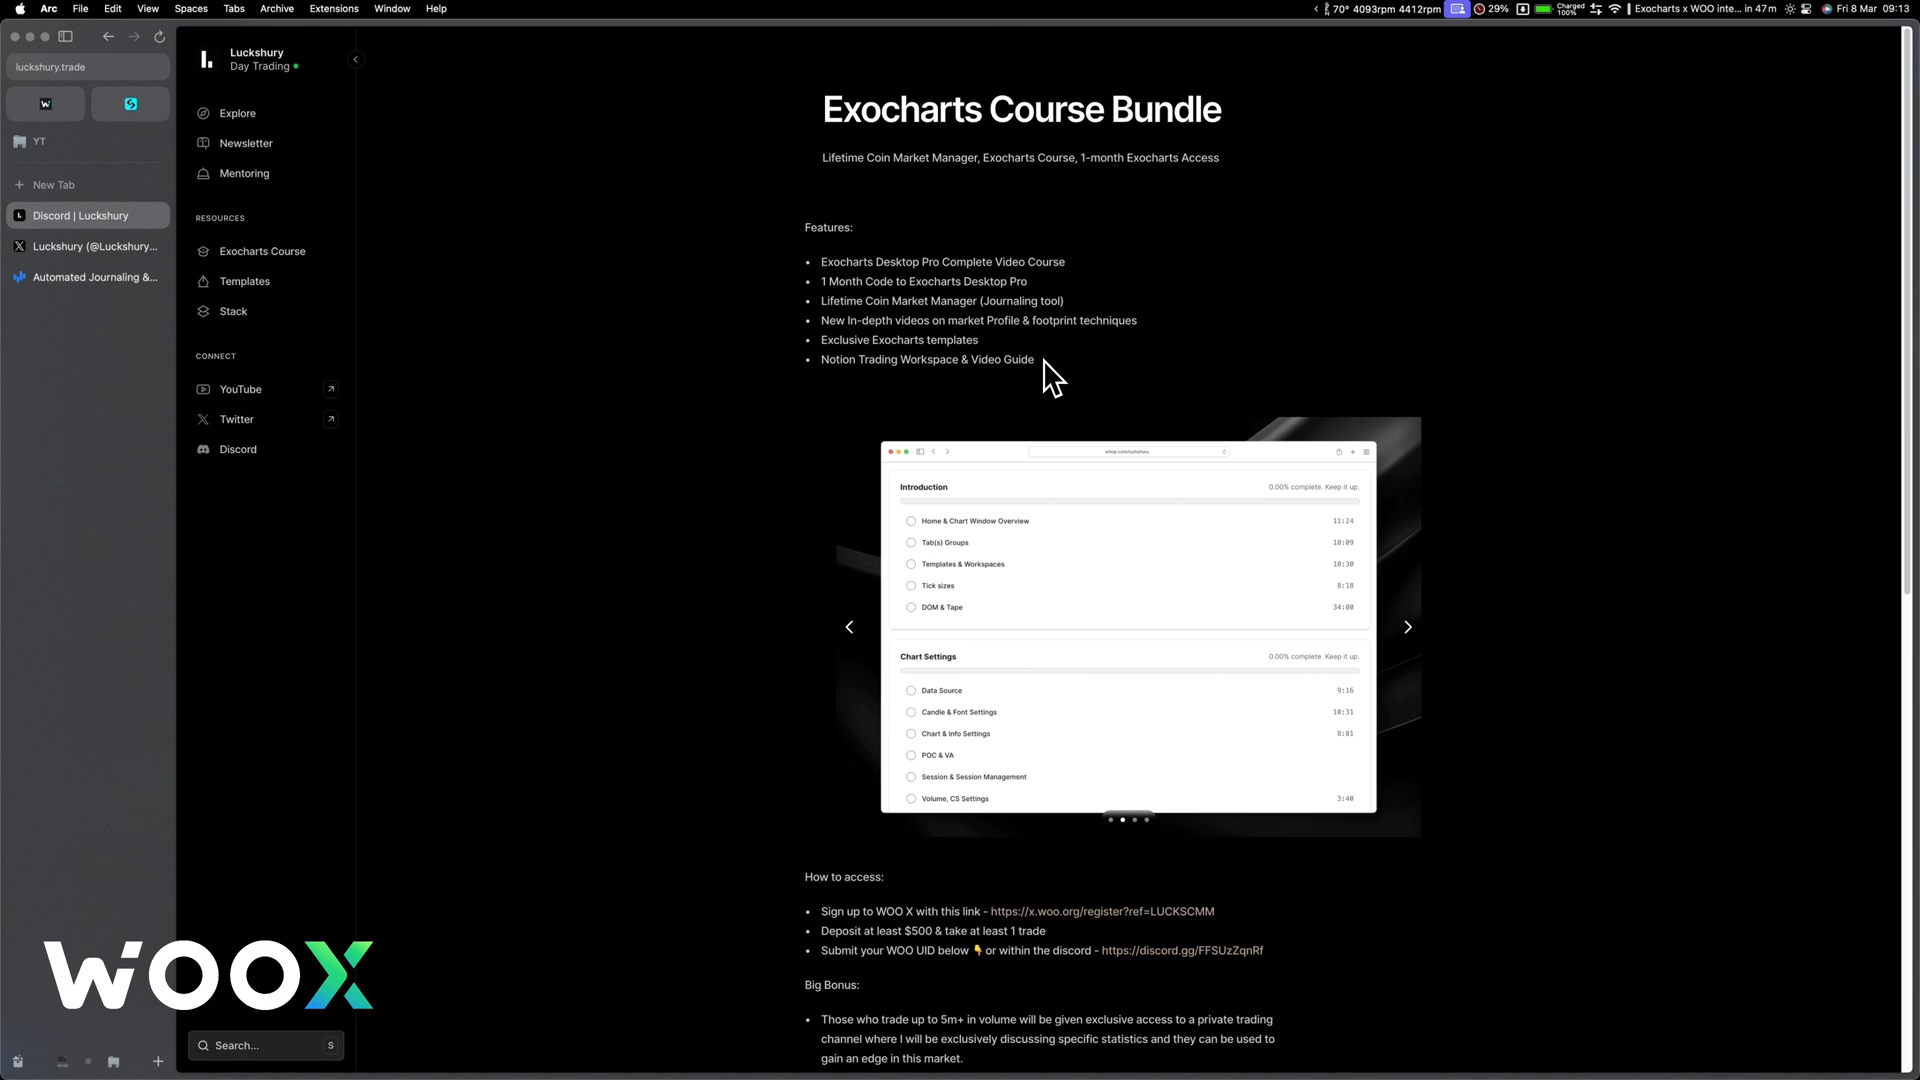 Arc File Edit View Spaces Tabs Archive Extensions Window Help
70° 4093rpm 4412rpm 29% Charged 100% Exocharts x WOO inte... in 47m Fri 8 Mar 09:13
luckshury.trade
YT
New Tab
Discord | Luckshury
Luckshury (@Luckshury...
Automated Journaling &...
Luckshury
Day Trading
Explore
Newsletter
Mentoring
RESOURCES
Exocharts Course
Templates
Stack
CONNECT
YouTube
Twitter
Discord
Search... S
WOOX
Exocharts Course Bundle
Lifetime Coin Market Manager, Exocharts Course, 1-month Exocharts Access
Features:
• Exocharts Desktop Pro Complete Video Course
• 1 Month Code to Exocharts Desktop Pro
• Lifetime Coin Market Manager (Journaling tool)
• New In-depth videos on market Profile & footprint techniques
• Exclusive Exocharts templates
• Notion Trading Workspace & Video Guide
whop.com/luckshury
Introduction 0.00% complete. Keep it up.
Home & Chart Window Overview 11:24
Tab(s) Groups 10:09
Templates & Workspaces 10:30
Tick sizes 8:18
DOM & Tape 34:00
Chart Settings 0.00% complete. Keep it up.
Data Source 9:16
Candle & Font Settings 10:31
Chart & Info Settings 8:01
POC & VA
Session & Session Management
Volume, CS Settings 3:40
How to access:
• Sign up to WOO X with this link - https://x.woo.org/register?ref=LUCKSCMM
• Deposit at least $500 & take at least 1 trade
• Submit your WOO UID below 👇 or within the discord - https://discord.gg/FFSUzZqnRf
Big Bonus:
• Those who trade up to 5m+ in volume will be given exclusive access to a private trading
channel where I will be exclusively discussing specific statistics and they can be used to
gain an edge in this market.